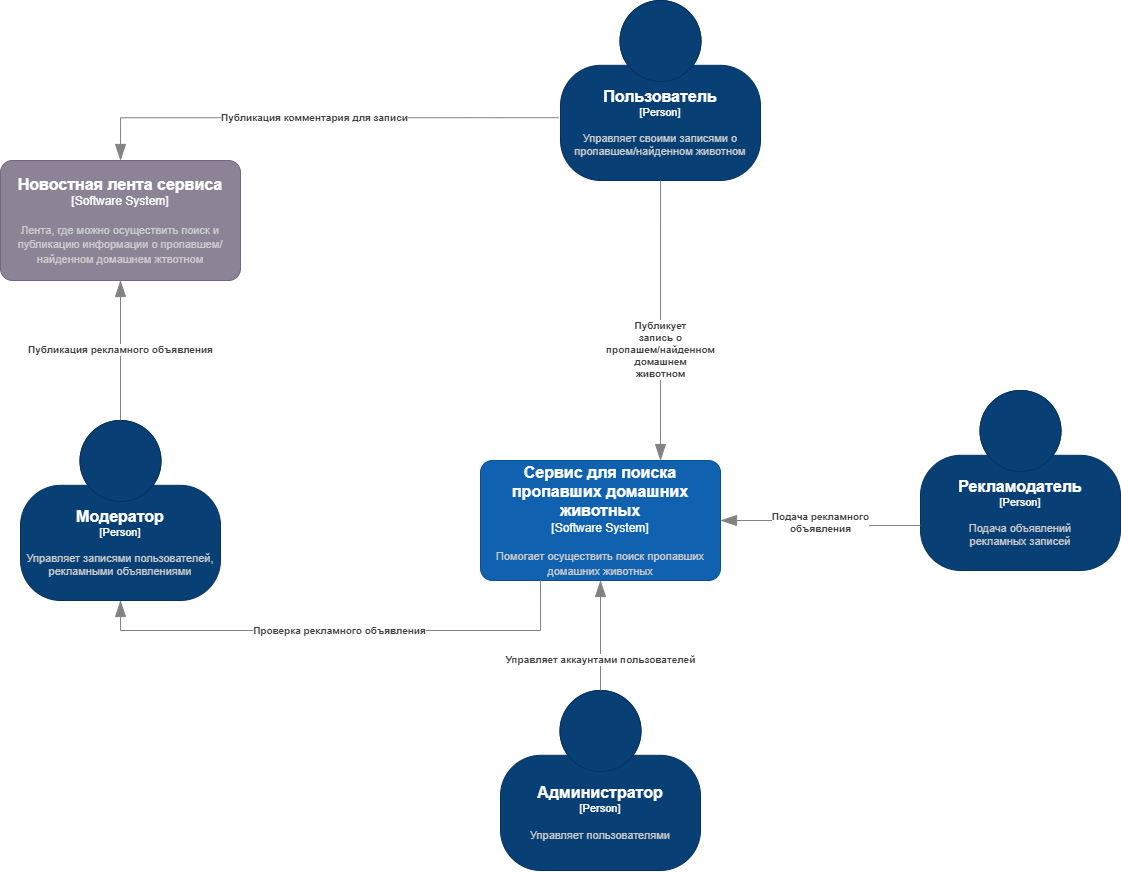 Пользователь
[Person]
Управляет своими записями о
пропавшем/найденном животном
Публикация комментария для записи
Новостная лента сервиса
[Software System]
Лента, где можно осуществить поиск и
публикацию информации о пропавшем/
найденном домашнем жтвотном
Публикация рекламного объявления
Публикует
запись о
пропашем/найденном
домашнем
животном
Модератор
[Person]
Управляет записями пользователей,
рекламными объявлениями
Сервис для поиска
пропавших домашних
животных
[Software System]
Помогает осуществить поиск пропавших
домашних животных
Подача рекламного
объявления
Рекламодатель
[Person]
Подача объявлений
рекламных записей
Проверка рекламного объявления
Управляет аккаунтами пользователей
Администратор
[Person]
Управляет пользователями